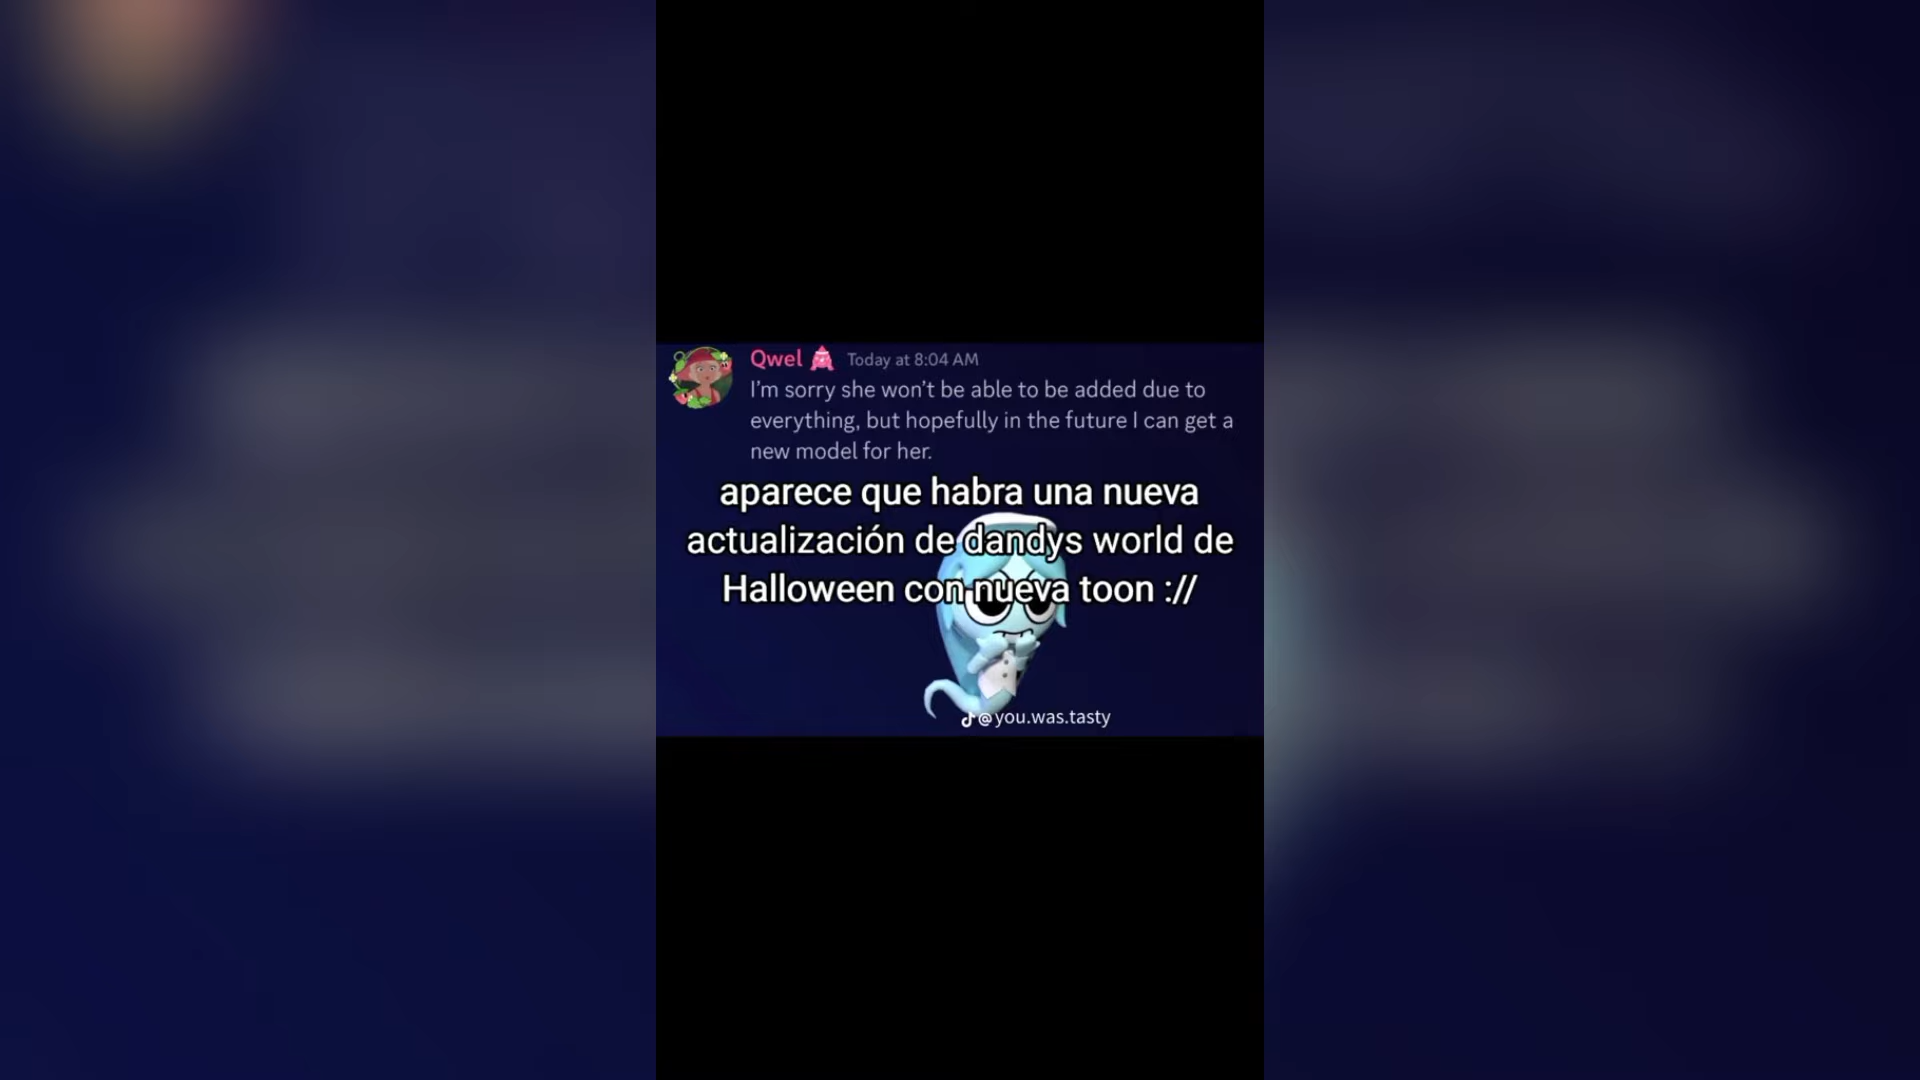 Qwel Today at 8:04 AM
I'm sorry she won't be able to be added due to
everything, but hopefully in the future I can get a
new model for her.
aparece que habra una nueva
actualización de dandys world de
Halloween con nueva toon ://
@you.was.tasty